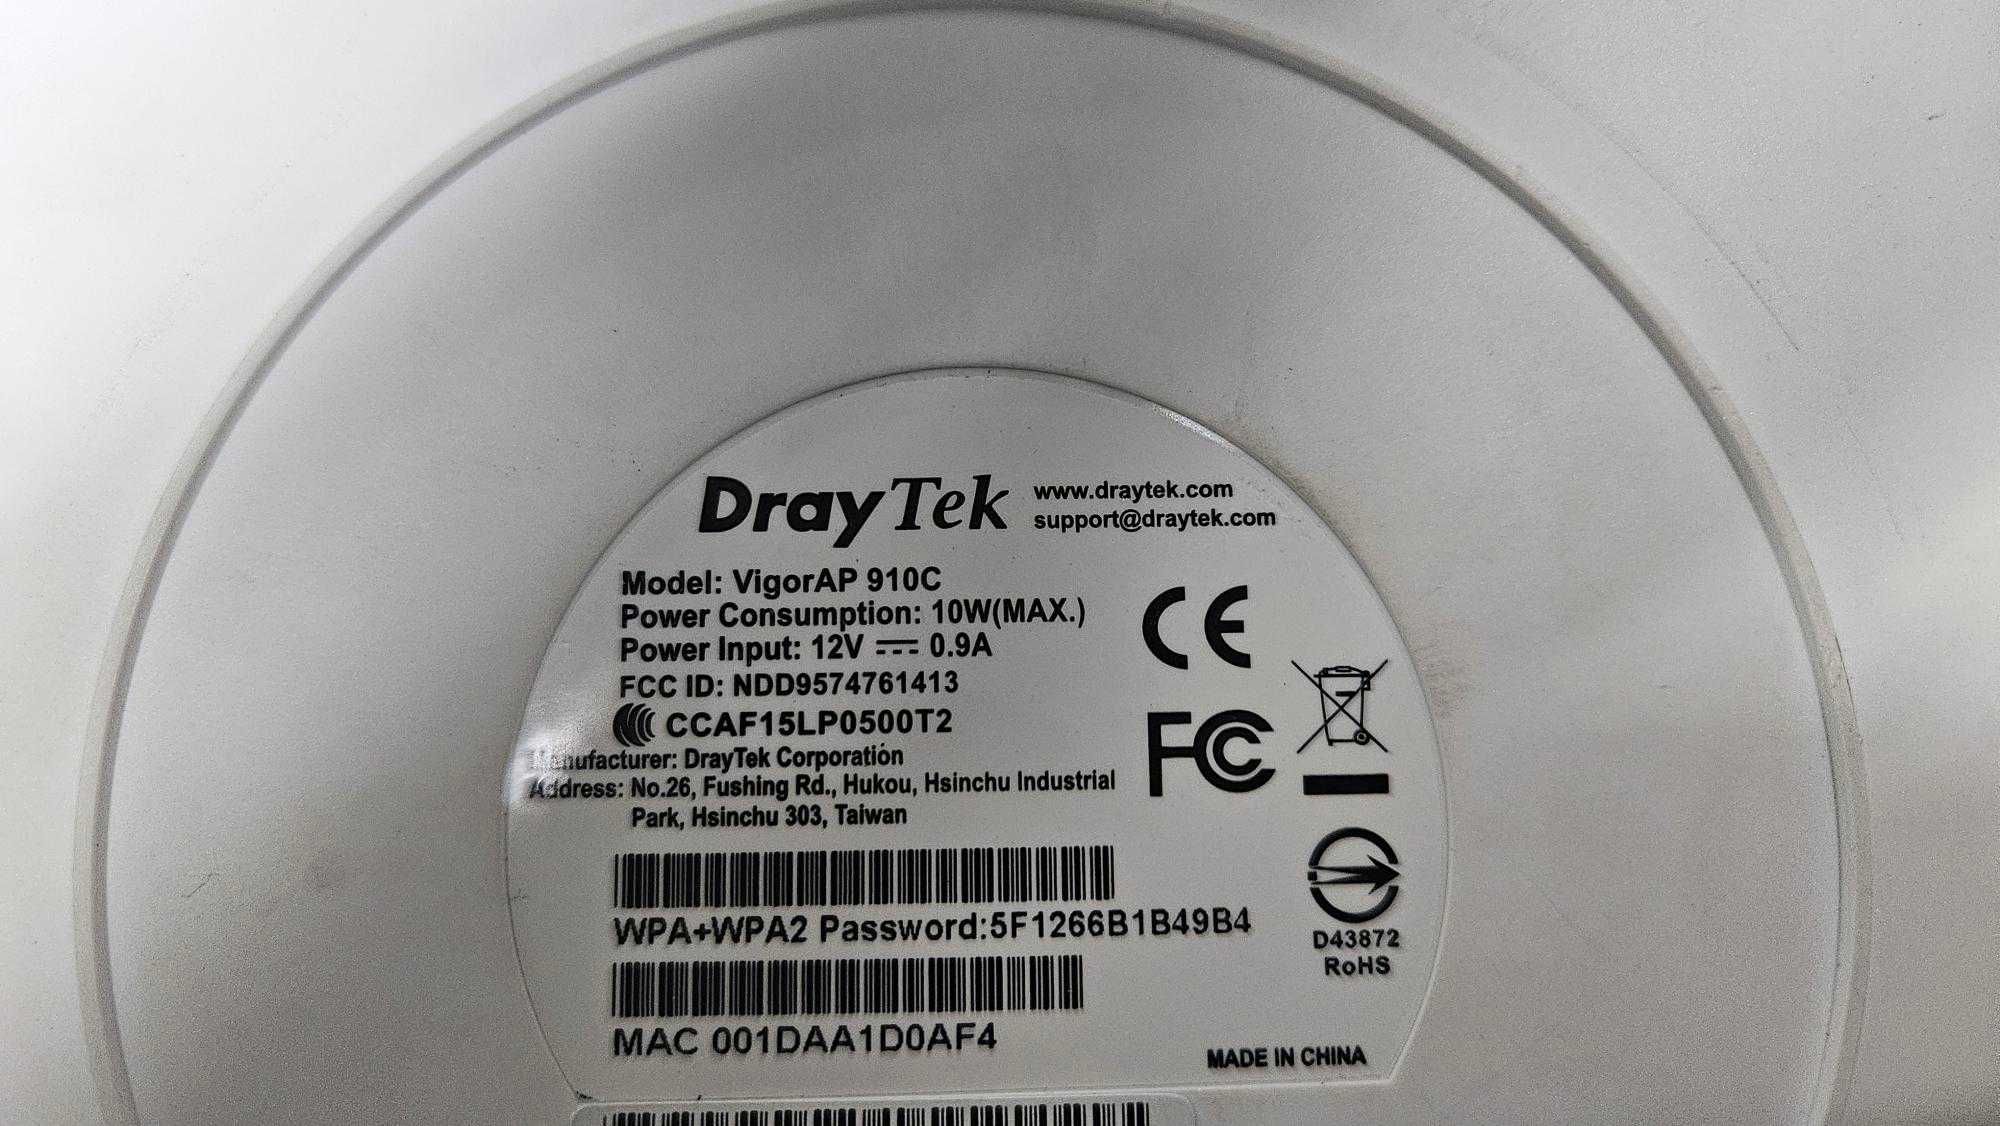 DrayTek
www.draytek.com
support@draytek.com
Model: VigorAP 910C
Power Consumption: 10W(MAX.)
Power Input: 12V ⎓ 0.9A
FCC ID: NDD9574761413
CCAF15LP0500T2
Manufacturer: DrayTek Corporation
Address: No.26, Fushing Rd., Hukou, Hsinchu Industrial
Park, Hsinchu 303, Taiwan
CE
FC
WPA+WPA2 Password:5F1266B1B49B4
MAC 001DAA1D0AF4
D43872
RoHS
MADE IN CHINA